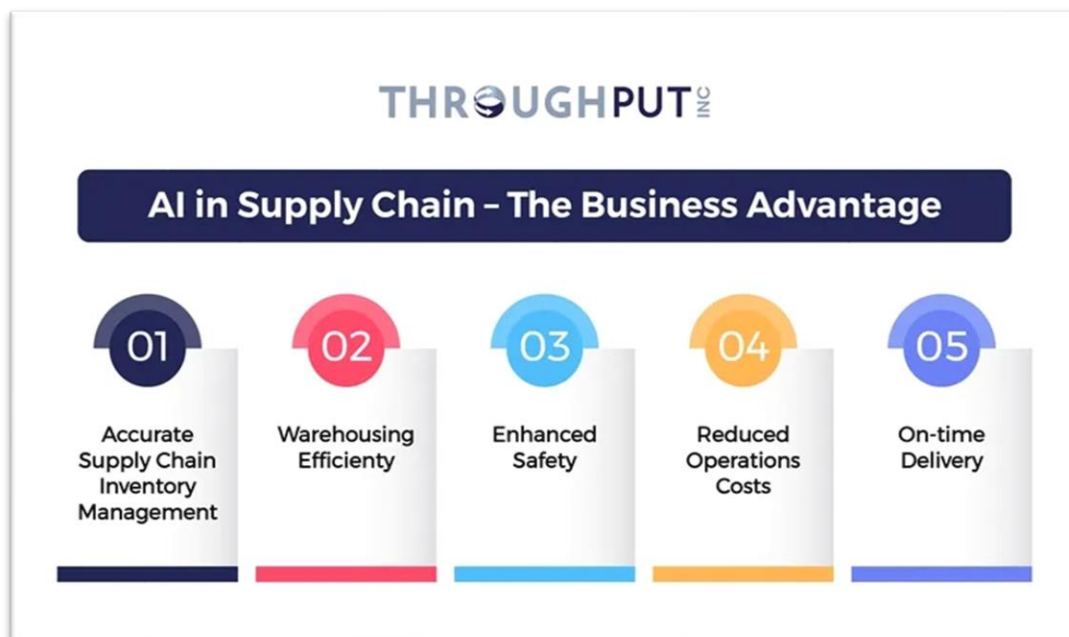 THROUGHPUT INC
AI in Supply Chain – The Business Advantage
01
Accurate
Supply Chain
Inventory
Management
02
Warehousing
Efficienty
03
Enhanced
Safety
04
Reduced
Operations
Costs
05
On-time
Delivery